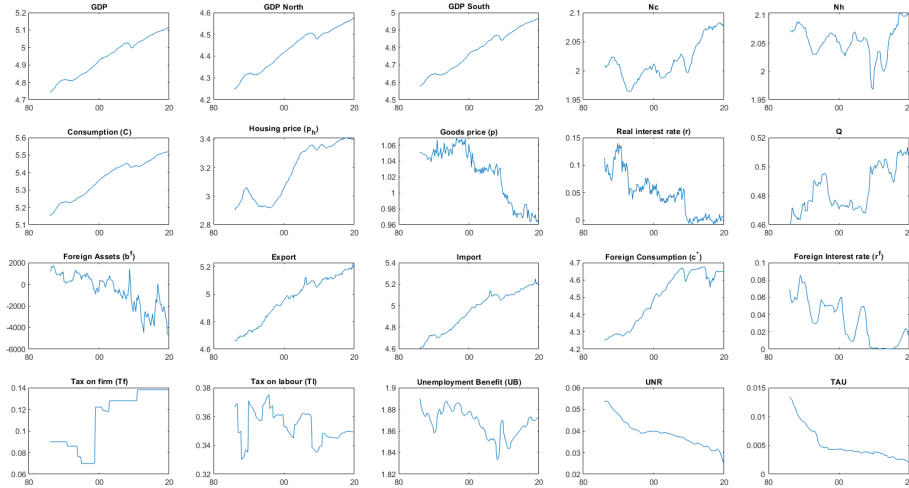 GDP
5.2
5.1
5
4.9
4.8
4.7
80 00 20
GDP North
4.6
4.5
4.4
4.3
4.2
80 00 20
GDP South
5
4.9
4.8
4.7
4.6
4.5
80 00 20
Nc
2.1
2.05
2
1.95
80 00 20
Nh
2.1
2.05
2
1.95
80 00 20
Consumption (C)
5.6
5.5
5.4
5.3
5.2
5.1
80 00 20
Housing price (p_h)
3.4
3.2
3
2.8
80 00 20
Goods price (p)
1.06
1.04
1.02
1
0.98
0.96
80 00 20
Real interest rate (r)
0.15
0.1
0.05
0
80 00 20
Q
0.52
0.5
0.48
0.46
80 00 20
Foreign Assets (b^f)
2000
0
-2000
-4000
-6000
80 00 20
Export
5.2
5
4.8
4.6
80 00 20
Import
5.4
5.2
5
4.8
4.6
80 00 20
Foreign Consumption (c^*)
4.7
4.6
4.5
4.4
4.3
4.2
80 00 20
Foreign Interest rate (r^f)
0.1
0.08
0.06
0.04
0.02
0
80 00 20
Tax on firm (Tf)
0.14
0.12
0.1
0.08
0.06
80 00 20
Tax on labour (Tl)
0.38
0.36
0.34
0.32
80 00 20
Unemployment Benefit (UB)
1.9
1.88
1.86
1.84
1.82
80 00 20
UNR
0.06
0.05
0.04
0.03
0.02
80 00 20
TAU
0.015
0.01
0.005
0
80 00 20